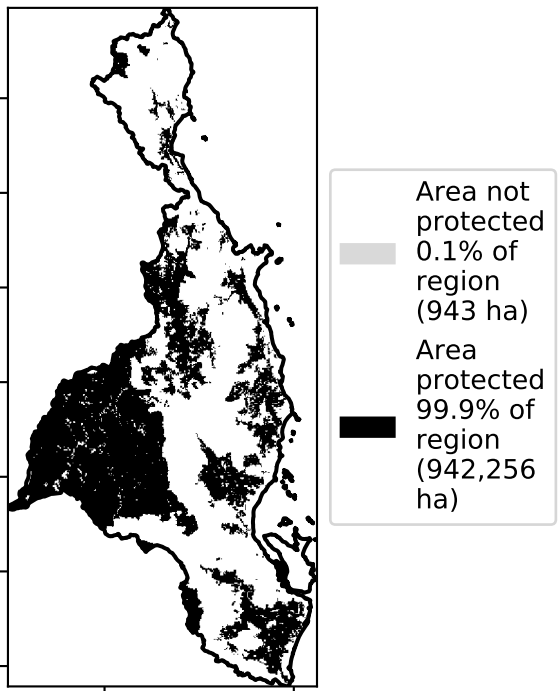 Area not
protected
0.1% of
region
(943 ha)
Area
protected
99.9% of
region
(942,256
ha)